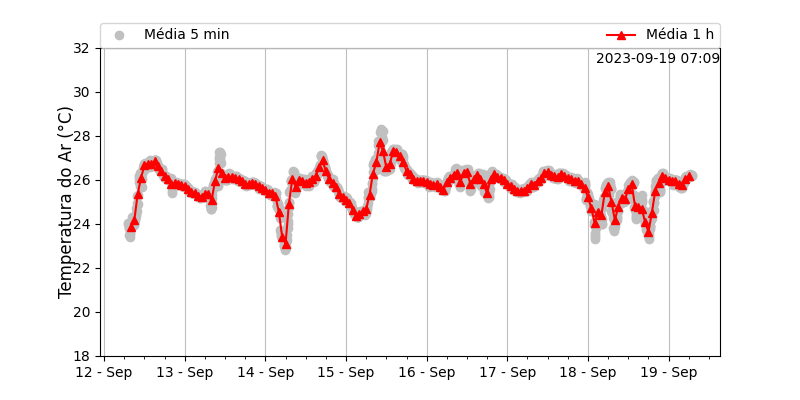 Média 5 min
Média 1 h
2023-09-19 07:09
Temperatura do Ar (°C)
32
30
28
26
24
22
20
18
12 - Sep
13 - Sep
14 - Sep
15 - Sep
16 - Sep
17 - Sep
18 - Sep
19 - Sep